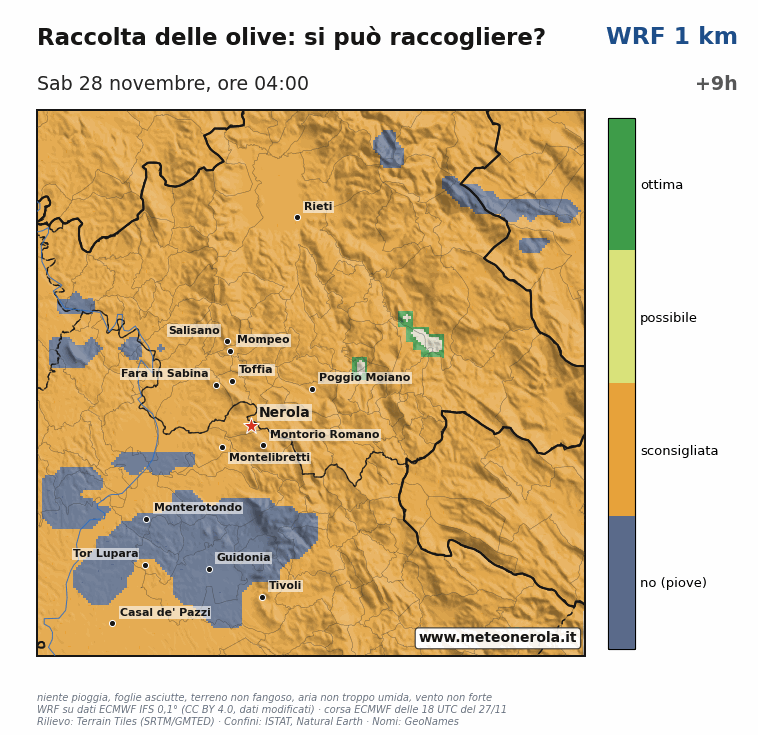 Raccolta delle olive: si può raccogliere?
WRF 1 km
Sab 28 novembre, ore 04:00
+9h
ottima
possibile
sconsigliata
no (piove)
Rieti
Salisano
Mompeo
Fara in Sabina
Toffia
Poggio Moiano
Nerola
Montorio Romano
Montelibretti
Monterotondo
Tor Lupara
Guidonia
Tivoli
Casal de' Pazzi
www.meteonerola.it
niente pioggia, foglie asciutte, terreno non fangoso, aria non troppo umida, vento non forte
WRF su dati ECMWF IFS 0,1° (CC BY 4.0, dati modificati) · corsa ECMWF delle 18 UTC del 27/11
Rilievo: Terrain Tiles (SRTM/GMTED) · Confini: ISTAT, Natural Earth · Nomi: GeoNames